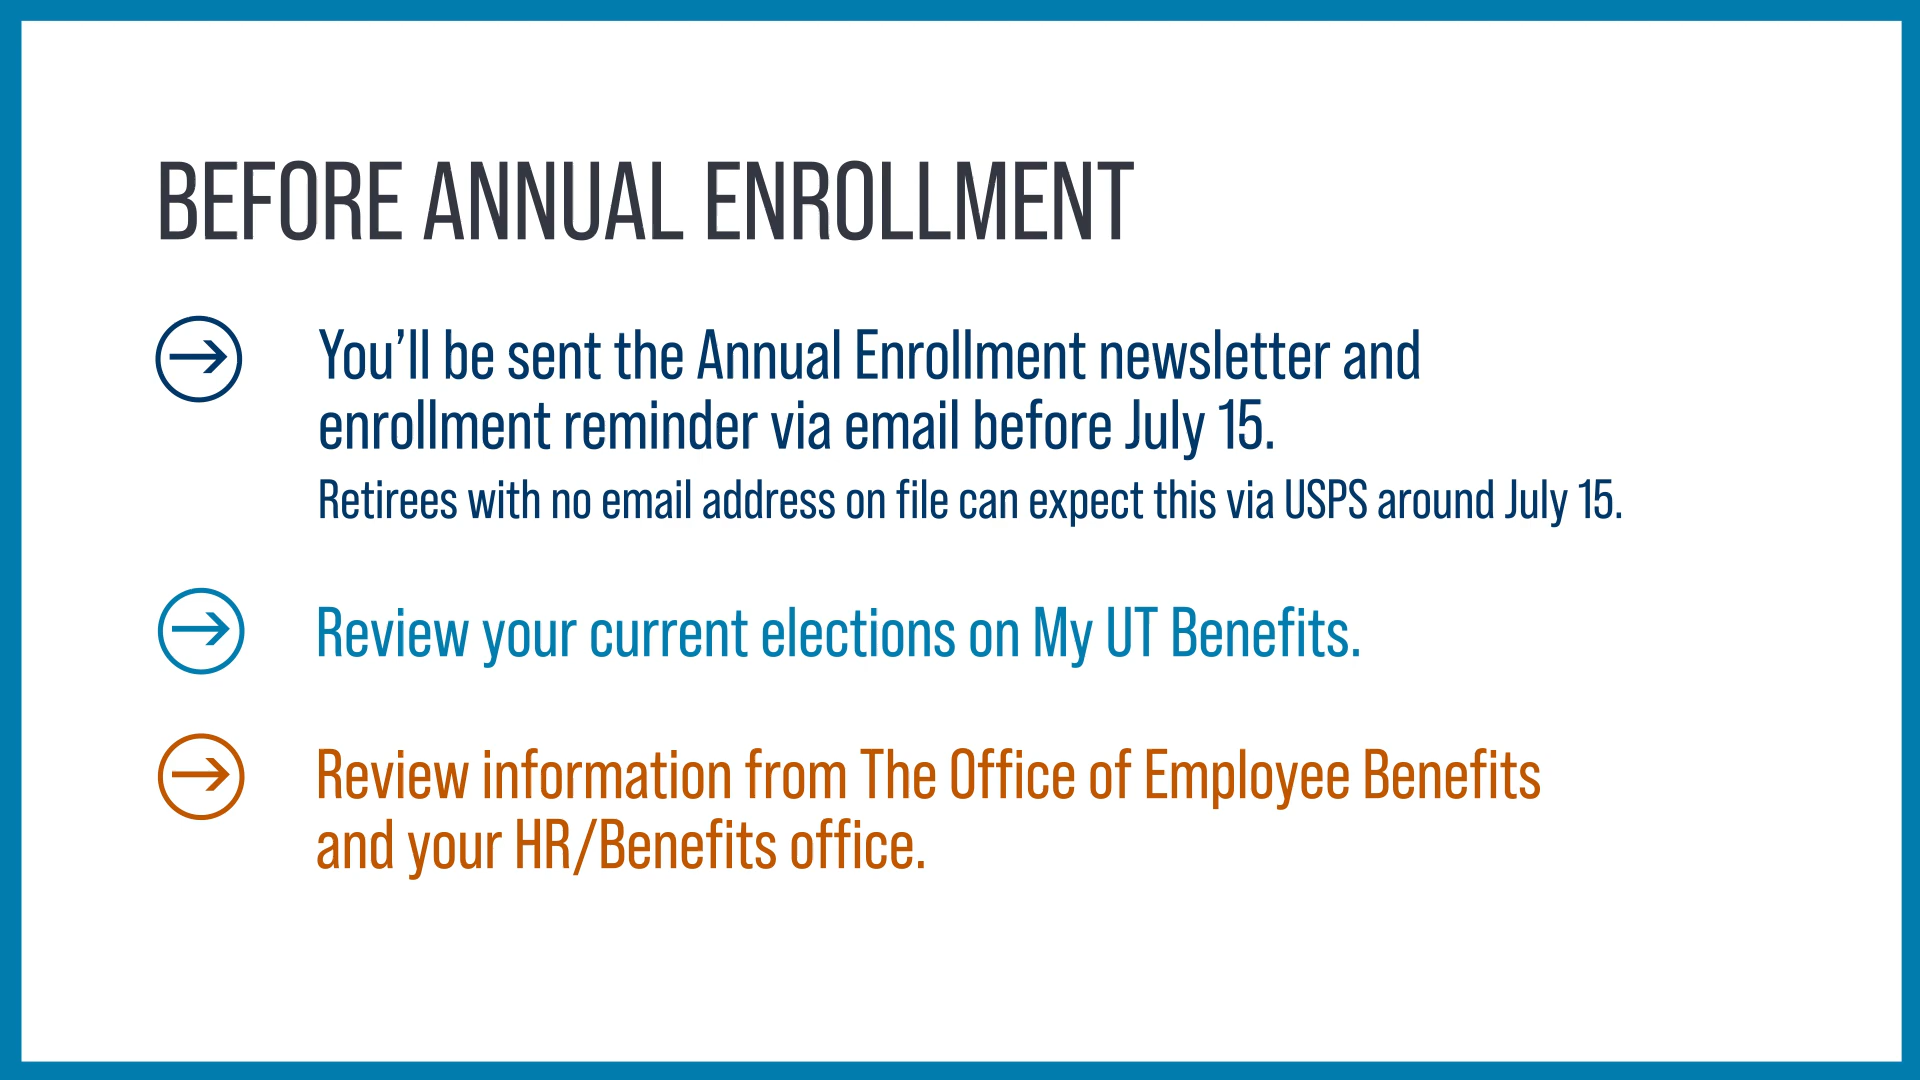 BEFORE ANNUAL ENROLLMENT
You’ll be sent the Annual Enrollment newsletter and
enrollment reminder via email before July 15.
Retirees with no email address on file can expect this via USPS around July 15.
Review your current elections on My UT Benefits.
Review information from The Office of Employee Benefits
and your HR/Benefits office.